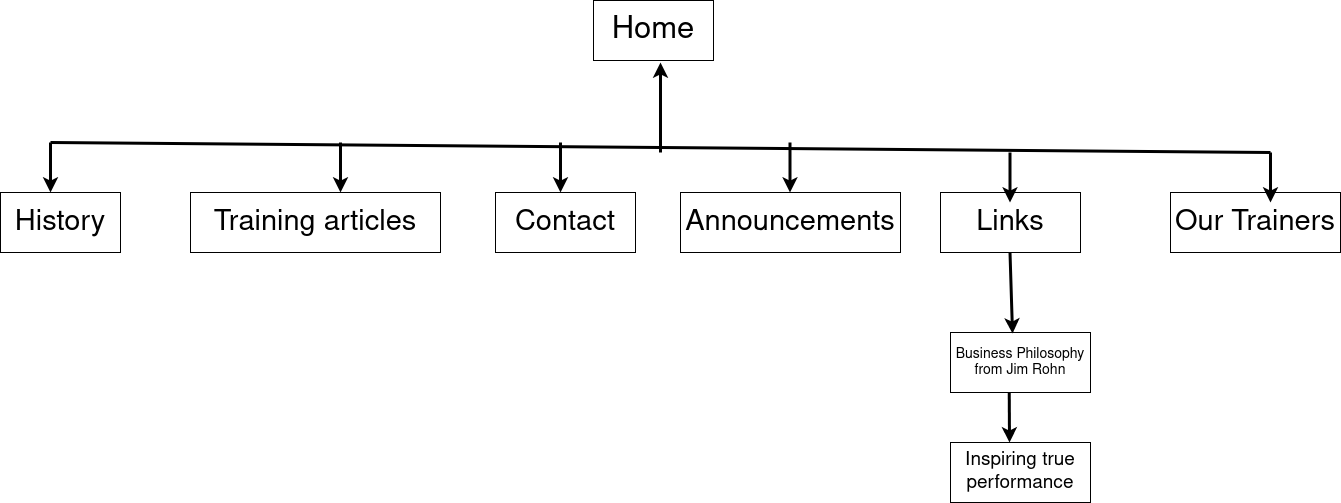 Home
History
Training articles
Contact
Announcements
Links
Our Trainers
Business Philosophy
from Jim Rohn
Inspiring true
performance